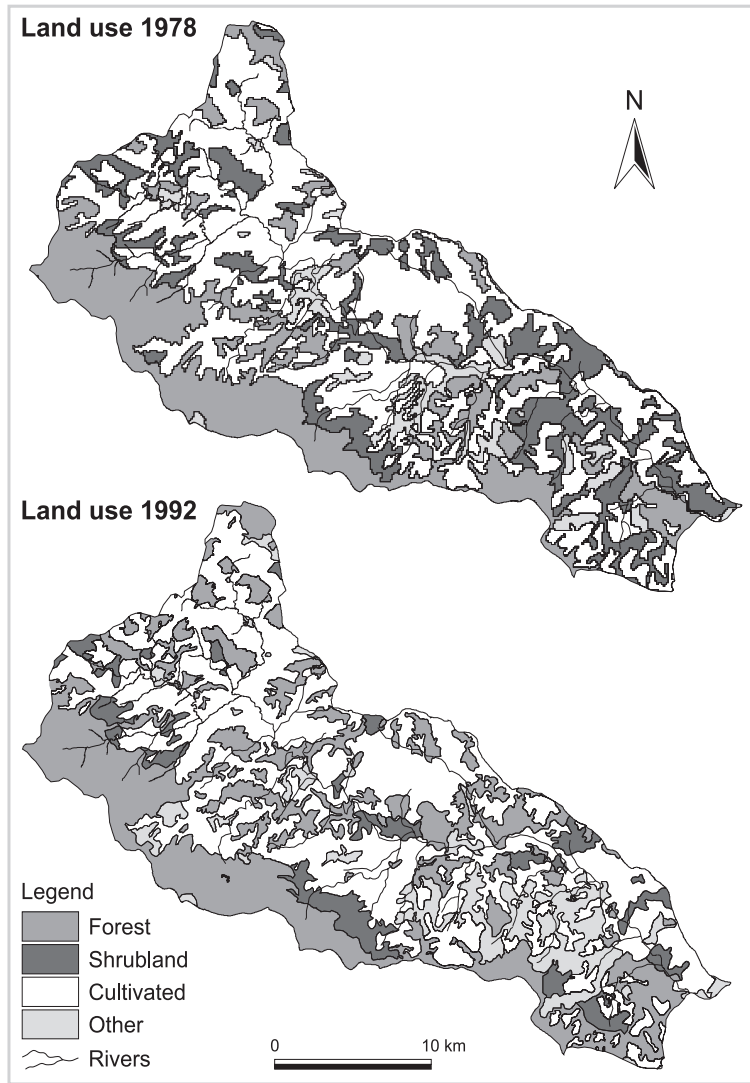 Land use 1978
N
Land use 1992
Legend
Forest
Shrubland
Cultivated
Other
Rivers
0 10 km